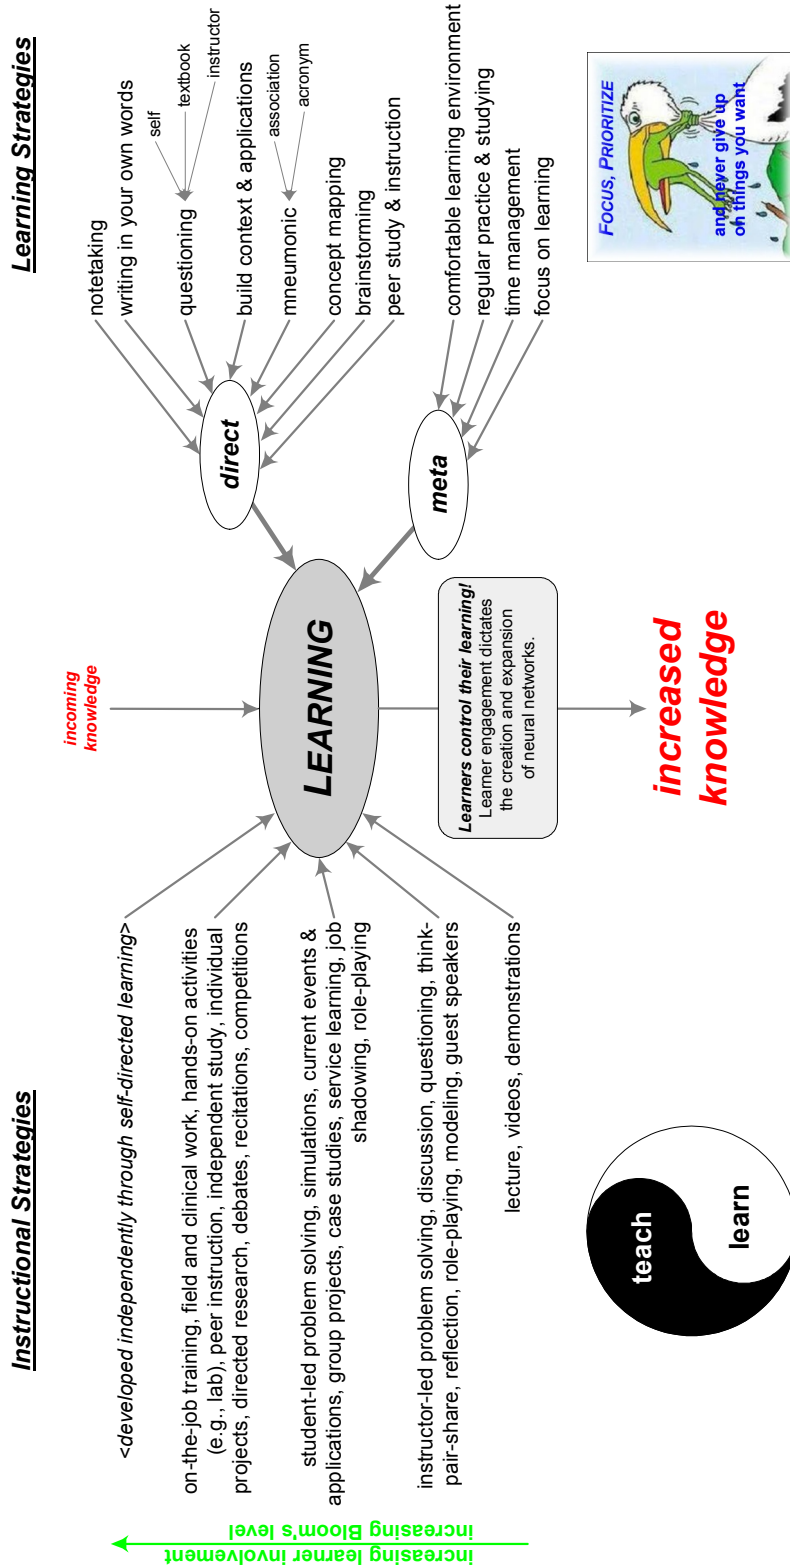 Instructional Strategies
Learning Strategies
increasing learner involvement
increasing Bloom's level
<developed independently through self-directed learning>
on-the-job training, field and clinical work, hands-on activities
(e.g., lab), peer instruction, independent study, individual
projects, directed research, debates, recitations, competitions
student-led problem solving, simulations, current events &
applications, group projects, case studies, service learning, job
shadowing, role-playing
instructor-led problem solving, discussion, questioning, think-
pair-share, reflection, role-playing, modeling, guest speakers
lecture, videos, demonstrations
teach
learn
incoming
knowledge
LEARNING
Learners control their learning!
Learner engagement dictates
the creation and expansion
of neural networks.
increased
knowledge
direct
notetaking
writing in your own words
questioning
self
textbook
instructor
build context & applications
mneumonic
association
acronym
concept mapping
brainstorming
peer study & instruction
meta
comfortable learning environment
regular practice & studying
time management
focus on learning
FOCUS, PRIORITIZE
and never give up
on things you want